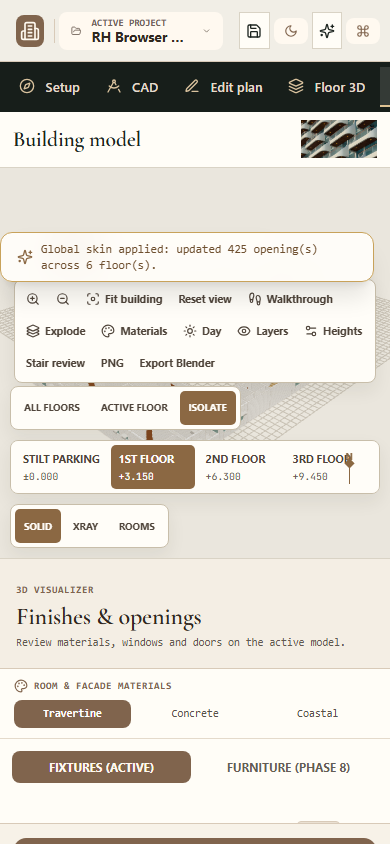 ACTIVE PROJECT
RH Browser ...
Setup CAD Edit plan Floor 3D
Building model
Global skin applied: updated 425 opening(s)
across 6 floor(s).
Fit building Reset view Walkthrough
Explode Materials Day Layers Heights
Stair review PNG Export Blender
ALL FLOORS ACTIVE FLOOR ISOLATE
STILT PARKING 1ST FLOOR 2ND FLOOR 3RD FLOOR
±0.000 +3.150 +6.300 +9.450
N
SOLID XRAY ROOMS
3D VISUALIZER
Finishes & openings
Review materials, windows and doors on the active model.
ROOM & FACADE MATERIALS
Travertine Concrete Coastal
FIXTURES (ACTIVE) FURNITURE (PHASE 8)